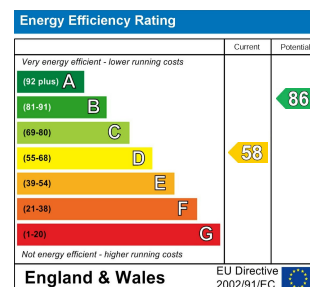 Energy Efficiency Rating
Current Potential
Very energy efficient - lower running costs
(92 plus) A
(81-91) B
86
(69-80) C
(55-68) D
58
(39-54) E
(21-38) F
(1-20) G
Not energy efficient - higher running costs
England & Wales
EU Directive
2002/91/EC